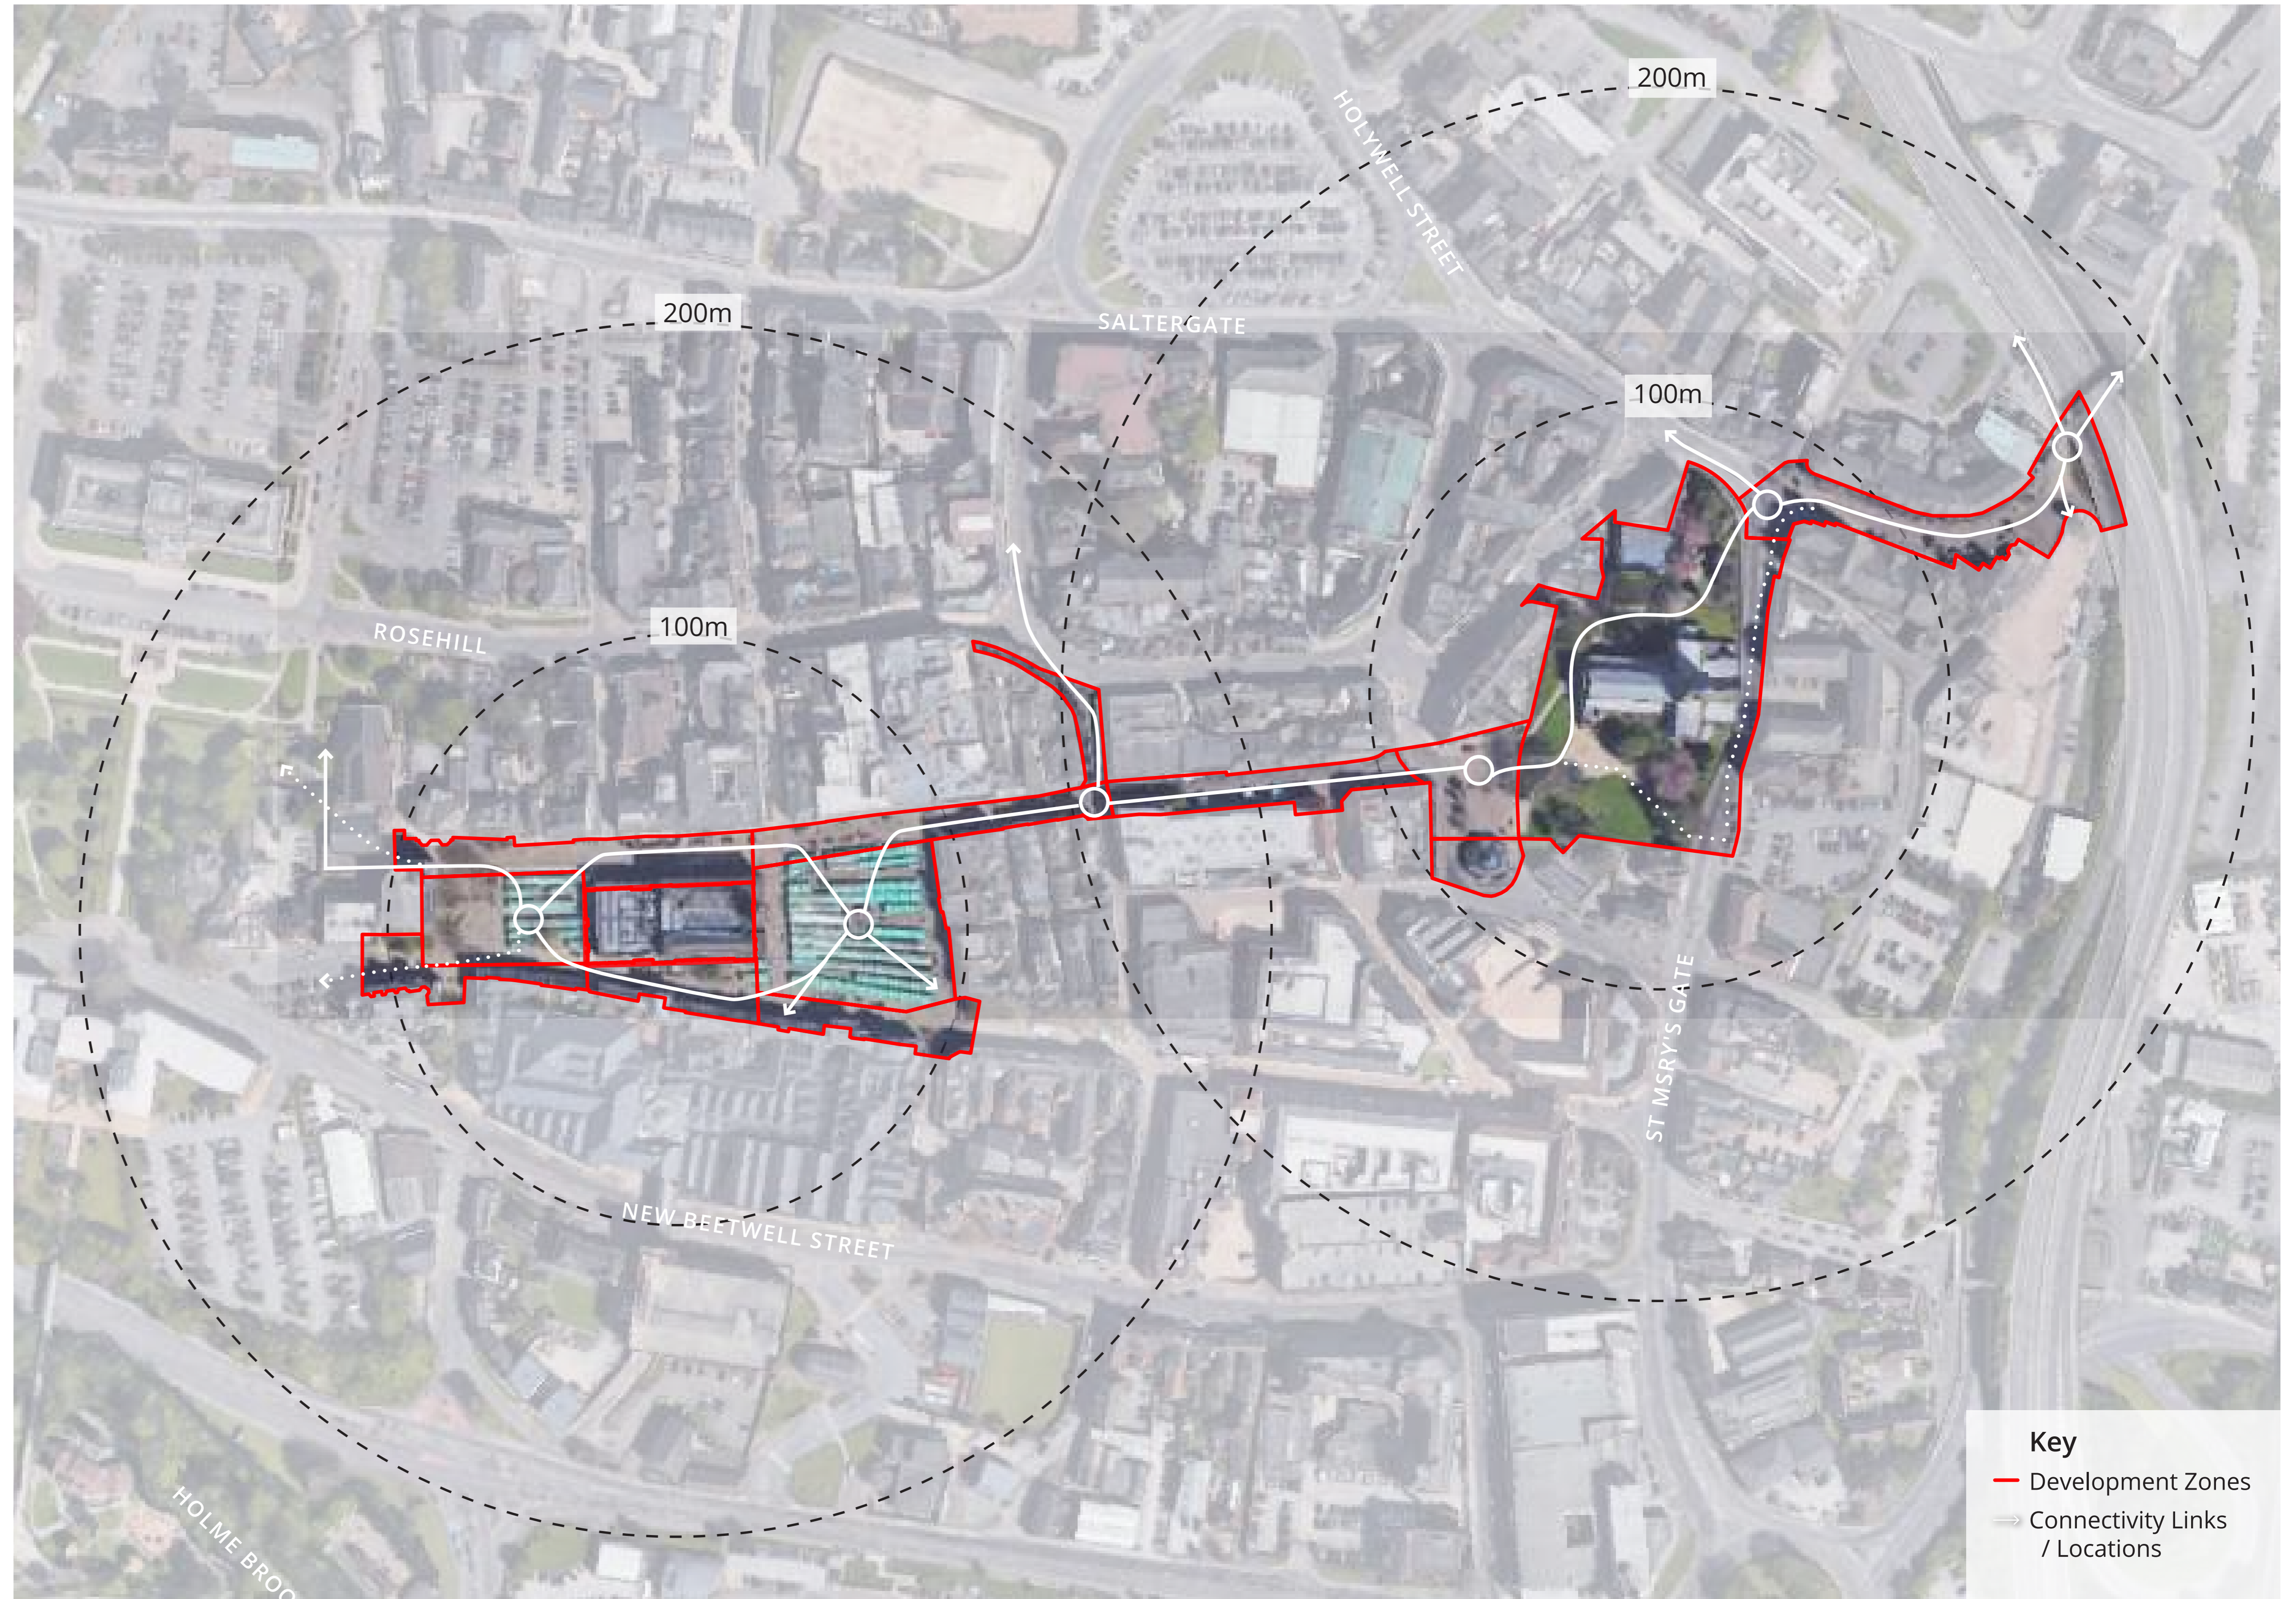 200m
HOLYWELL STREET
200m
SALTERGATE
100m
100m
ROSEHILL
ST MSRY'S GATE
NEW BEETWELL STREET
HOLME BROO
Key
Development Zones
Connectivity Links
/ Locations